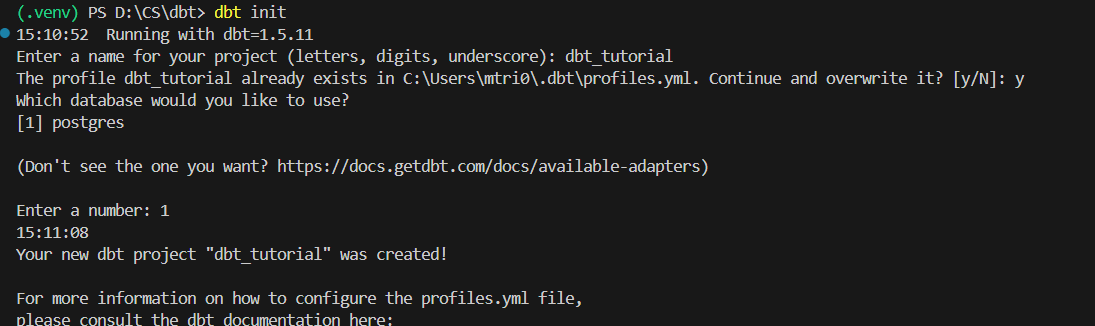 (.venv) PS D:\CS\dbt> dbt init
15:10:52  Running with dbt=1.5.11
Enter a name for your project (letters, digits, underscore): dbt_tutorial
The profile dbt_tutorial already exists in C:\Users\mtri0\.dbt\profiles.yml. Continue and overwrite it? [y/N]: y
Which database would you like to use?
[1] postgres

(Don't see the one you want? https://docs.getdbt.com/docs/available-adapters)

Enter a number: 1
15:11:08
Your new dbt project "dbt_tutorial" was created!

For more information on how to configure the profiles.yml file,
please consult the dbt documentation here: